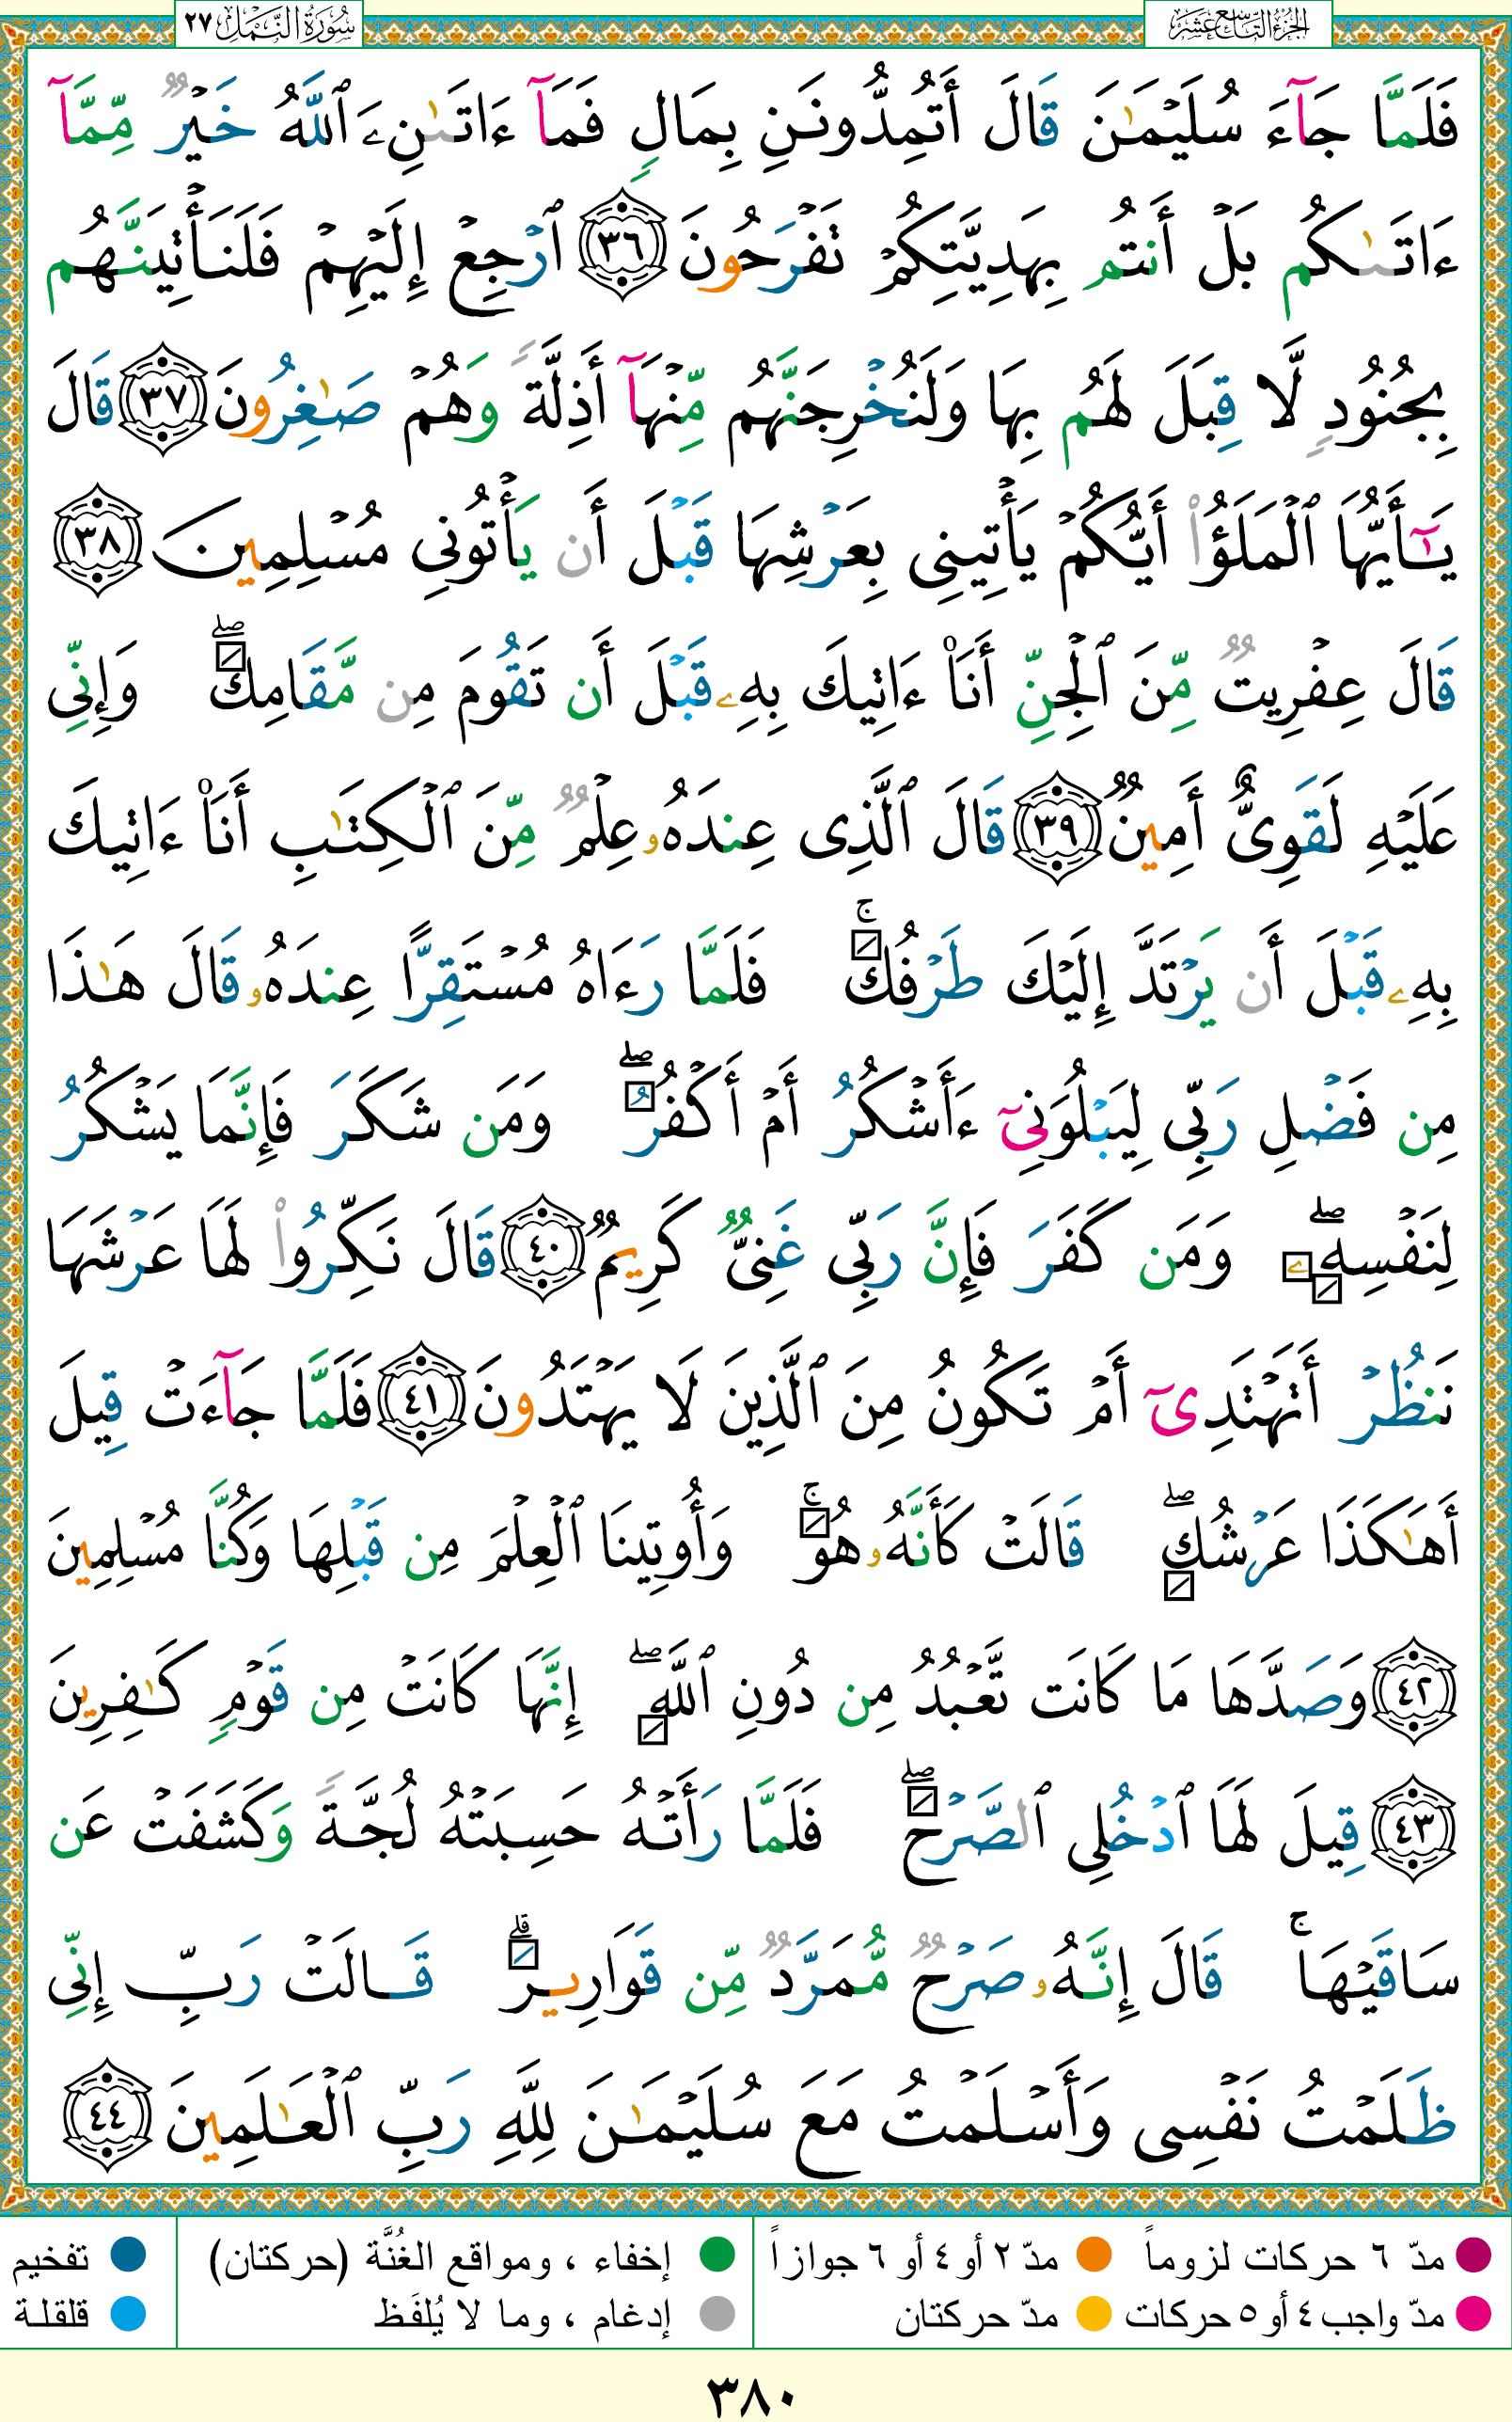 الجزء التاسع عشر
سُورَةُ النَّمْلِ ٢٧
فَلَمَّا جَآءَ سُلَيْمَـٰنَ قَالَ أَتُمِدُّونَنِ بِمَالٍ فَمَآ ءَاتَىٰنِۦَ ٱللَّهُ خَيْرٌ مِّمَّآ
ءَاتَىٰكُم بَلْ أَنتُم بِهَدِيَّتِكُمْ تَفْرَحُونَ ٣٦ ٱرْجِعْ إِلَيْهِمْ فَلَنَأْتِيَنَّهُم
بِجُنُودٍ لَّا قِبَلَ لَهُم بِهَا وَلَنُخْرِجَنَّهُم مِّنْهَآ أَذِلَّةً وَهُمْ صَـٰغِرُونَ ٣٧ قَالَ
يَـٰٓأَيُّهَا ٱلْمَلَؤُا۟ أَيُّكُمْ يَأْتِينِى بِعَرْشِهَا قَبْلَ أَن يَأْتُونِى مُسْلِمِينَ ٣٨
قَالَ عِفْرِيتٌ مِّنَ ٱلْجِنِّ أَنَا۠ ءَاتِيكَ بِهِۦ قَبْلَ أَن تَقُومَ مِن مَّقَامِكَ ۖ وَإِنِّى
عَلَيْهِ لَقَوِىٌّ أَمِينٌ ٣٩ قَالَ ٱلَّذِى عِندَهُۥ عِلْمٌ مِّنَ ٱلْكِتَـٰبِ أَنَا۠ ءَاتِيكَ
بِهِۦ قَبْلَ أَن يَرْتَدَّ إِلَيْكَ طَرْفُكَ ۚ فَلَمَّا رَءَاهُ مُسْتَقِرًّا عِندَهُۥ قَالَ هَـٰذَا
مِن فَضْلِ رَبِّى لِيَبْلُوَنِىٓ ءَأَشْكُرُ أَمْ أَكْفُرُ ۖ وَمَن شَكَرَ فَإِنَّمَا يَشْكُرُ
لِنَفْسِهِۦ ۖ وَمَن كَفَرَ فَإِنَّ رَبِّى غَنِىٌّ كَرِيمٌ ٤٠ قَالَ نَكِّرُوا۟ لَهَا عَرْشَهَا
نَنظُرْ أَتَهْتَدِىٓ أَمْ تَكُونُ مِنَ ٱلَّذِينَ لَا يَهْتَدُونَ ٤١ فَلَمَّا جَآءَتْ قِيلَ
أَهَـٰكَذَا عَرْشُكِ ۖ قَالَتْ كَأَنَّهُۥ هُوَ ۚ وَأُوتِينَا ٱلْعِلْمَ مِن قَبْلِهَا وَكُنَّا مُسْلِمِينَ
٤٢ وَصَدَّهَا مَا كَانَت تَّعْبُدُ مِن دُونِ ٱللَّهِ ۖ إِنَّهَا كَانَتْ مِن قَوْمٍ كَـٰفِرِينَ
٤٣ قِيلَ لَهَا ٱدْخُلِى ٱلصَّرْحَ ۖ فَلَمَّا رَأَتْهُ حَسِبَتْهُ لُجَّةً وَكَشَفَتْ عَن
سَاقَيْهَا ۚ قَالَ إِنَّهُۥ صَرْحٌ مُّمَرَّدٌ مِّن قَوَارِيرَ ۗ قَالَتْ رَبِّ إِنِّى
ظَلَمْتُ نَفْسِى وَأَسْلَمْتُ مَعَ سُلَيْمَـٰنَ لِلَّهِ رَبِّ ٱلْعَـٰلَمِينَ ٤٤
مدّ ٦ حركات لزوماً مدّ ٢ أو ٤ أو ٦ جوازاً إخفاء ، ومواقع الغُنَّة (حركتان) تفخيم
مدّ واجب ٤ أو ٥ حركات مدّ حركتان إدغام ، وما لا يُلفَظ قلقلة
٣٨٠